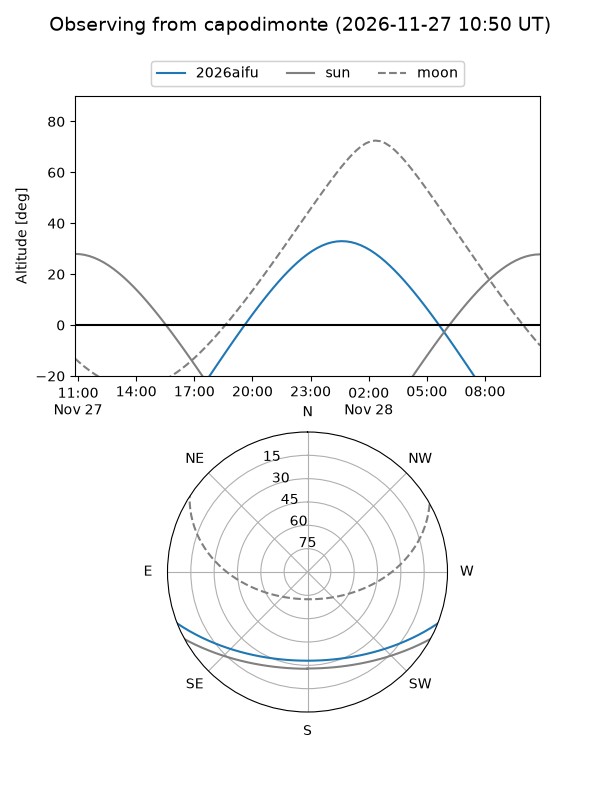 Observing from capodimonte (2026-11-27 10:50 UT)
2026aifu sun moon
Altitude [deg]
80
60
40
20
0
−20
11:00 14:00 17:00 20:00 23:00 02:00 05:00 08:00
Nov 27 Nov 28
N
NE NW
15
30
45
60
75
E W
SE SW
S